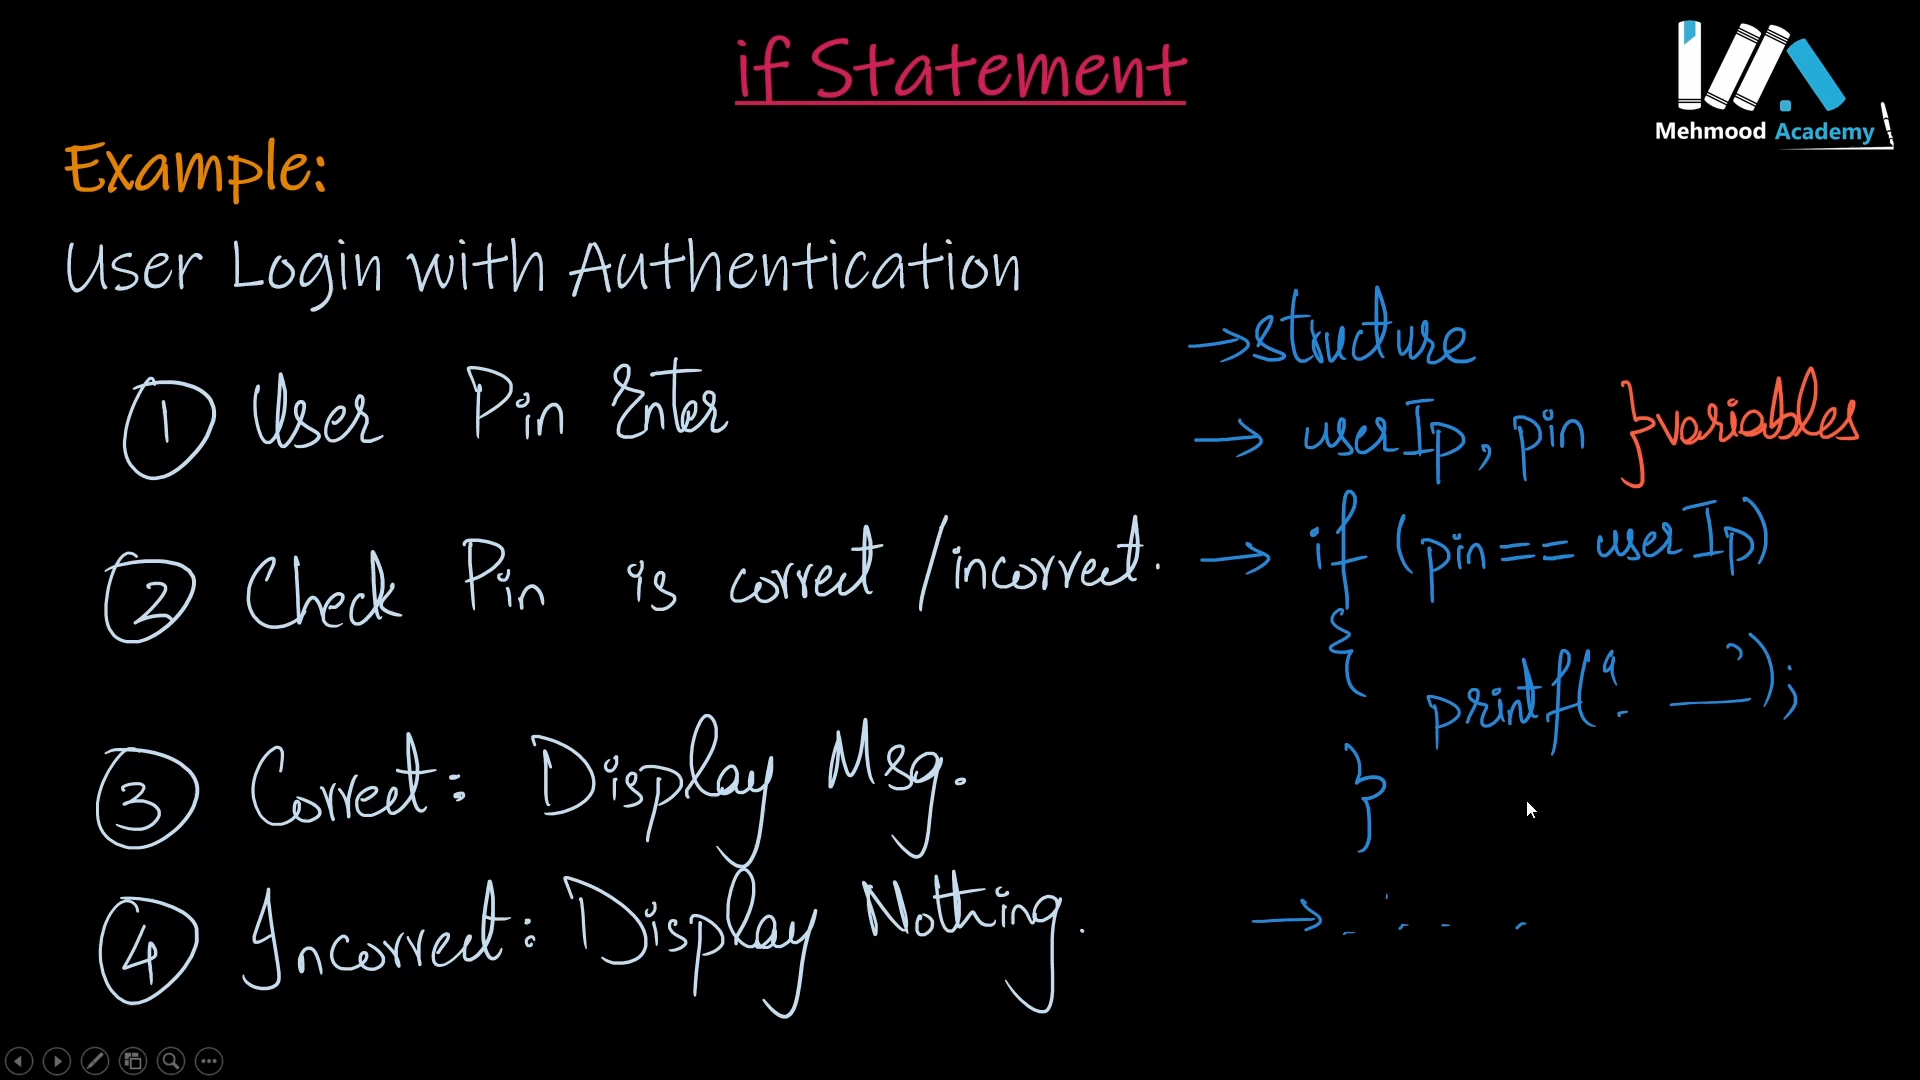 if Statement
Mehmood Academy
Example:
User Login with Authentication
1 User Pin Enter
2 Check Pin is correct / incorrect.
3 Correct: Display Msg.
4 Incorrect: Display Nothing.
→ structure
→ userIp, pin } variables
→ if (pin == userIp)
{
printf(" __ ");
}
→ . . . .